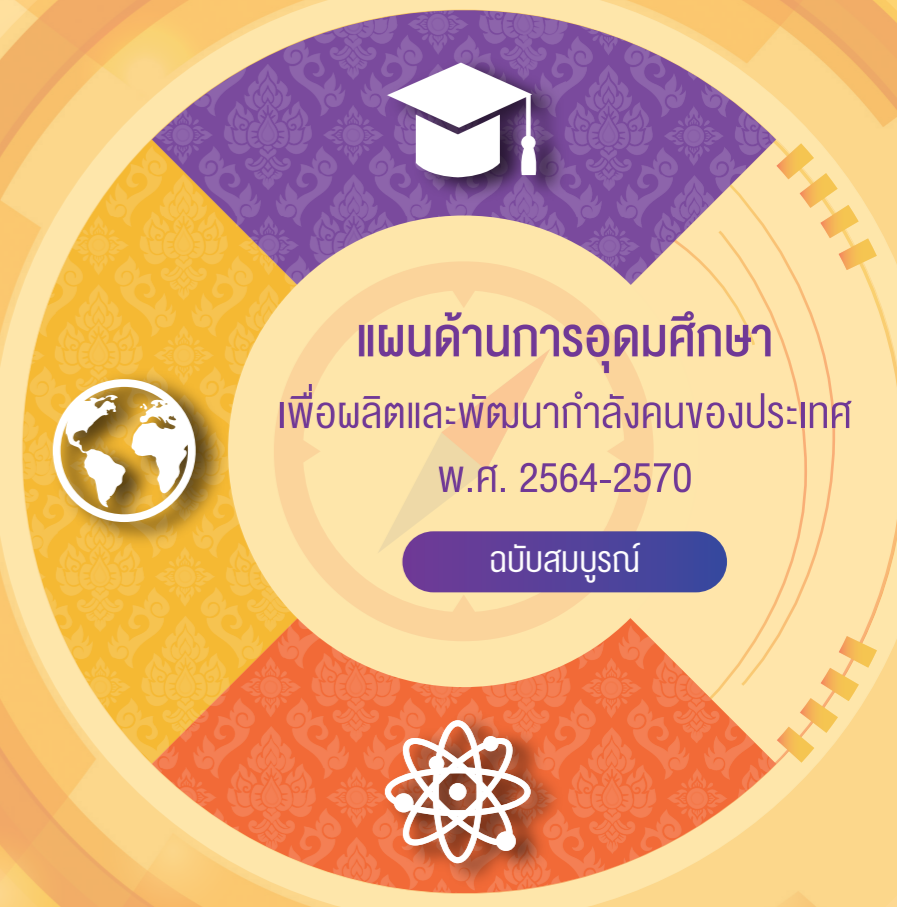 แผนด้านการอุดมศึกษา
เพื่อผลิตและพัฒนากำลังคนของประเทศ
พ.ศ. 2564-2570
ฉบับสมบูรณ์